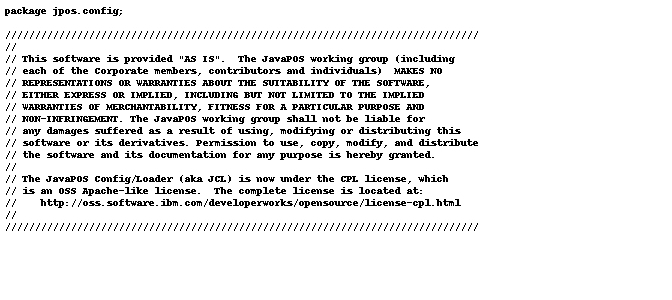 package jpos.config;

///////////////////////////////////////////////////////////////////////////////
//
// This software is provided "AS IS".  The JavaPOS working group (including
// each of the Corporate members, contributors and individuals)  MAKES NO
// REPRESENTATIONS OR WARRANTIES ABOUT THE SUITABILITY OF THE SOFTWARE,
// EITHER EXPRESS OR IMPLIED, INCLUDING BUT NOT LIMITED TO THE IMPLIED
// WARRANTIES OF MERCHANTABILITY, FITNESS FOR A PARTICULAR PURPOSE AND
// NON-INFRINGEMENT. The JavaPOS working group shall not be liable for
// any damages suffered as a result of using, modifying or distributing this
// software or its derivatives. Permission to use, copy, modify, and distribute
// the software and its documentation for any purpose is hereby granted.
//
// The JavaPOS Config/Loader (aka JCL) is now under the CPL license, which
// is an OSS Apache-like license.  The complete license is located at:
//    http://oss.software.ibm.com/developerworks/opensource/license-cpl.html
//
///////////////////////////////////////////////////////////////////////////////